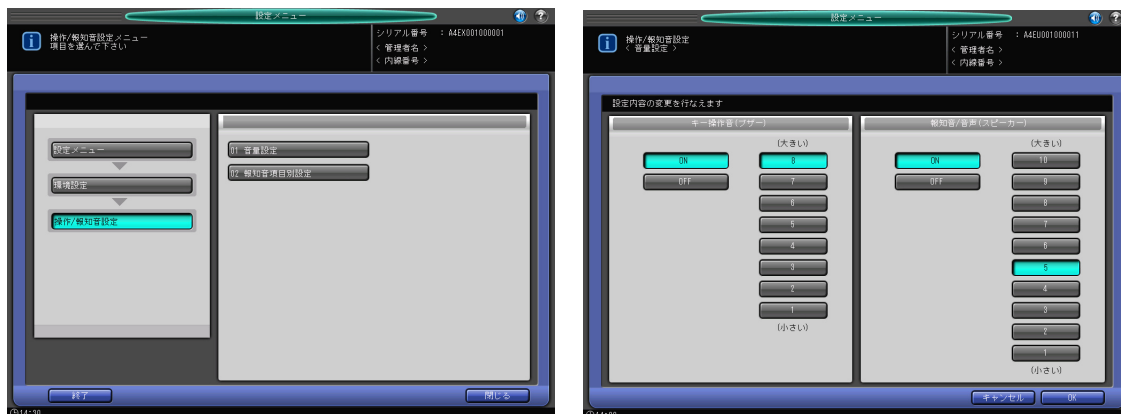 設定メニュー
操作/報知音設定メニュー
項目を選んで下さい
シリアル番号 : A4EX001000001
< 管理者名 >
< 内線番号 >
設定メニュー
環境設定
操作/報知音設定
01 音量設定
02 報知音項目別設定
終了
閉じる
14:30
設定メニュー
操作/報知音設定
< 音量設定 >
シリアル番号 : A4EU001000011
< 管理者名 >
< 内線番号 >
設定内容の変更を行なえます
キー操作音(ブザー)
(大きい)
ON
OFF
8
7
6
5
4
3
2
1
(小さい)
報知音/音声(スピーカー)
(大きい)
ON
OFF
10
9
8
7
6
5
4
3
2
1
(小さい)
キャンセル
OK